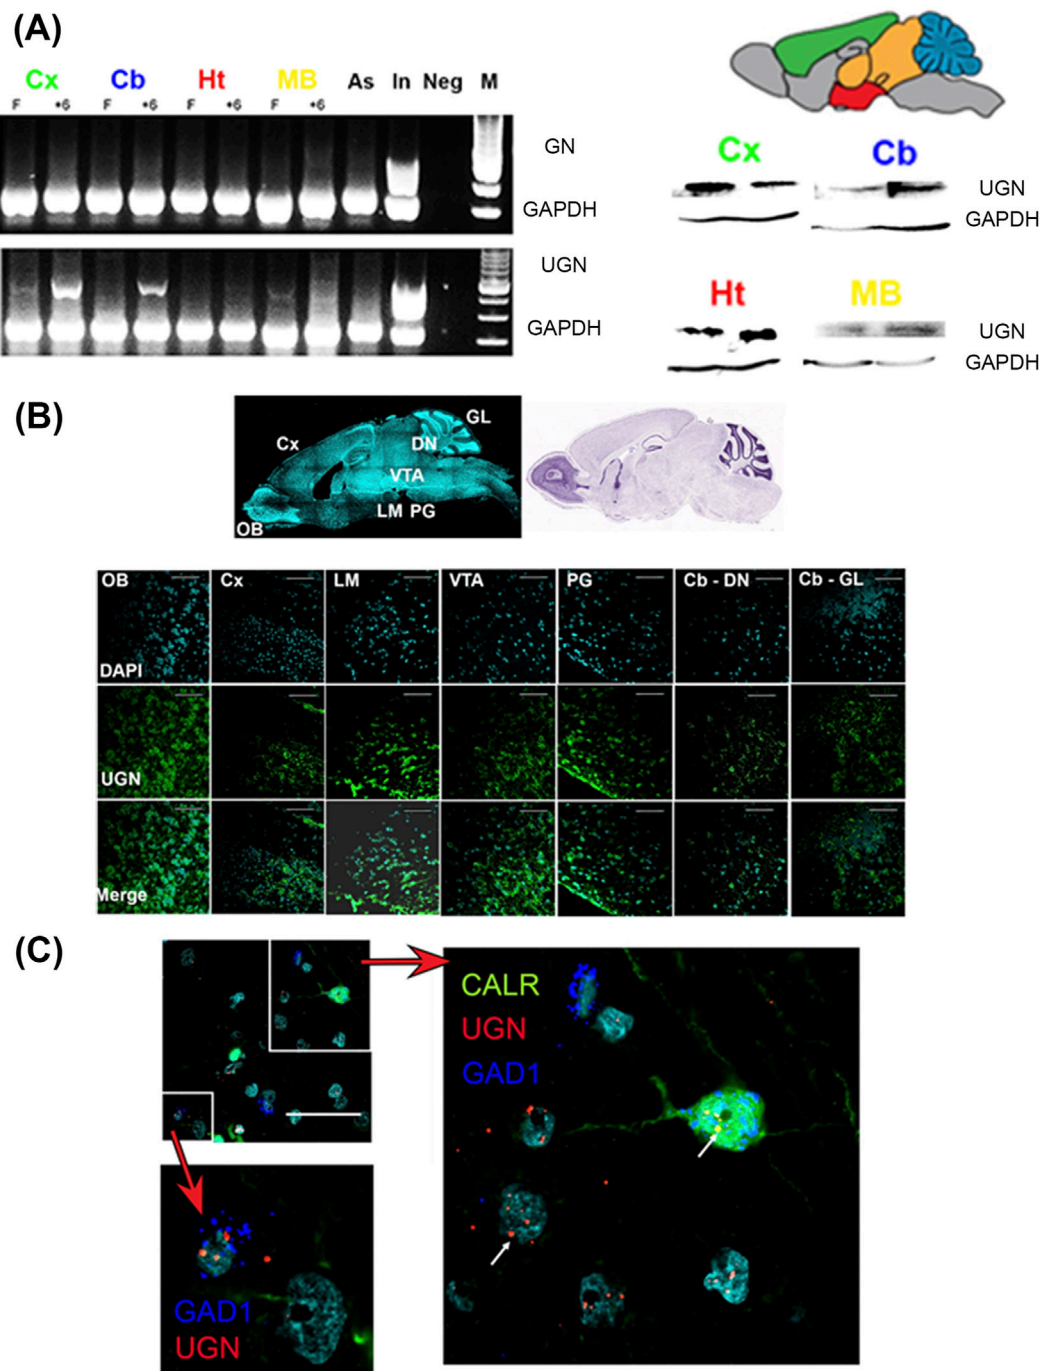 (A)
Cx Cb Ht MB As In Neg M
F +6 F +6 F +6 F +6
GN
GAPDH
UGN
GAPDH
Cx Cb
UGN
GAPDH
Ht MB
UGN
GAPDH
(B)
Cx DN GL
VTA
LM PG
OB
OB Cx LM VTA PG Cb - DN Cb - GL
DAPI
UGN
Merge
(C)
CALR
UGN
GAD1
GAD1
UGN